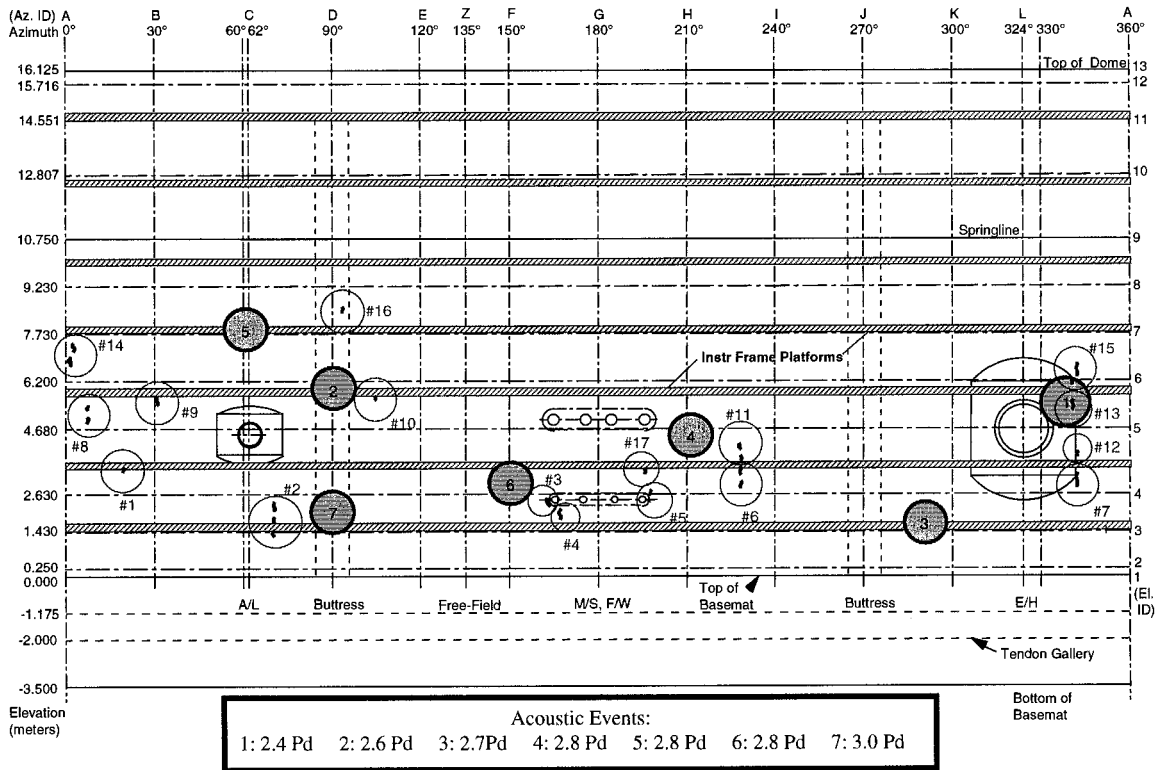 (Az. ID) A B C D E Z F G H I J K L A
Azimuth 0° 30° 60° 62° 90° 120° 135° 150° 180° 210° 240° 270° 300° 324° 330° 360°
16.125 Top of Dome 13
15.716 12
14.551 11
12.807 10
10.750 Springline 9
9.230 8
#16
5
7.730 7
#14 Instr Frame Platforms #15
6.200 6
2
#9 #10 1 #13
#8 #11
4.680 4 5
#17 #12
#1 #2 6 #3
2.630 4
#5 #6 #7
7 #4 3
1.430 3
0.250 2
0.000 1
A/L Buttress Free-Field M/S, F/W Top of Basemat Buttress E/H (El. ID)
-1.175
-2.000
Tendon Gallery
-3.500
Elevation (meters) Bottom of Basemat
Acoustic Events:
1: 2.4 Pd 2: 2.6 Pd 3: 2.7Pd 4: 2.8 Pd 5: 2.8 Pd 6: 2.8 Pd 7: 3.0 Pd